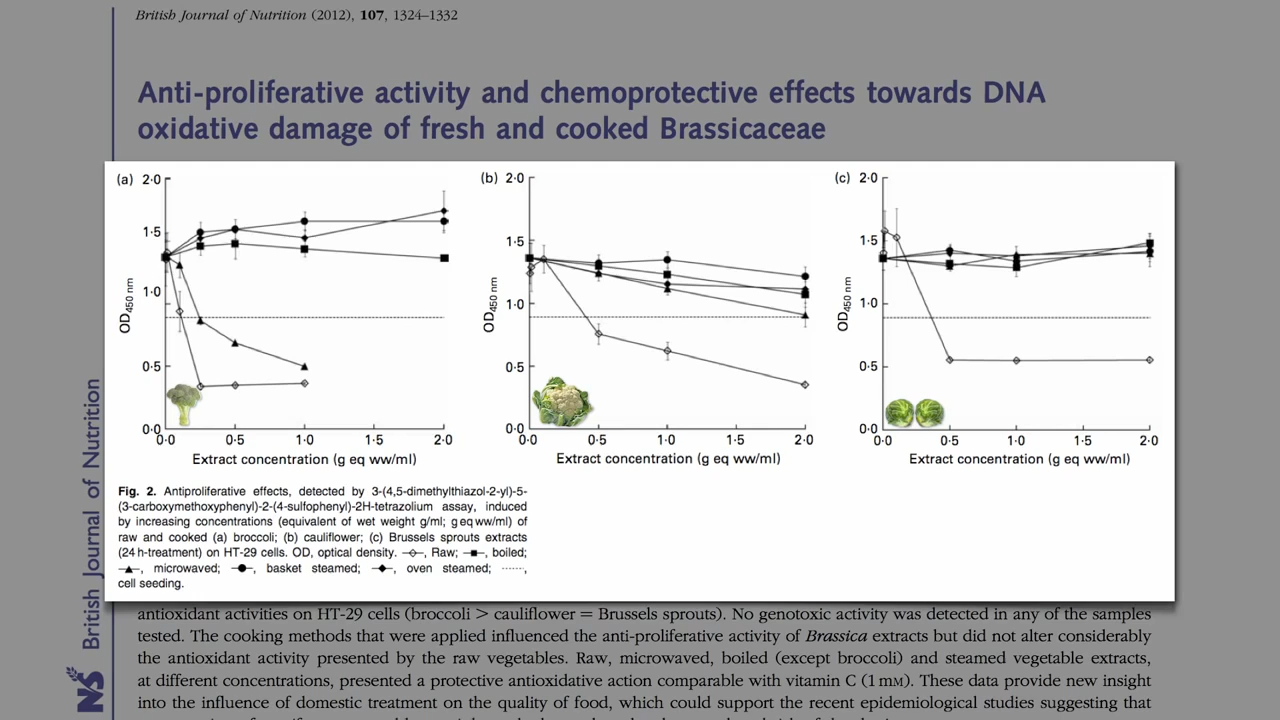 British Journal of Nutrition (2012), 107, 1324–1332
Anti-proliferative activity and chemoprotective effects towards DNA
oxidative damage of fresh and cooked Brassicaceae
(a) 2·0
1·5
1·0
0·5
0·0
OD450 nm
0·0 0·5 1·0 1·5 2·0
Extract concentration (g eq ww/ml)
(b) 2·0
1·5
1·0
0·5
0·0
OD450 nm
0·0 0·5 1·0 1·5 2·0
Extract concentration (g eq ww/ml)
(c) 2·0
1·5
1·0
0·5
0·0
OD450 nm
0·0 0·5 1·0 1·5 2·0
Extract concentration (g eq ww/ml)
Fig. 2. Antiproliferative effects, detected by 3-(4,5-dimethylthiazol-2-yl)-5-
(3-carboxymethoxyphenyl)-2-(4-sulfophenyl)-2H-tetrazolium assay, induced
by increasing concentrations (equivalent of wet weight g/ml; g eq ww/ml) of
raw and cooked (a) broccoli; (b) cauliflower; (c) Brussels sprouts extracts
(24 h-treatment) on HT-29 cells. OD, optical density. , Raw; , boiled;
, microwaved; , basket steamed; , oven steamed; ,
cell seeding.
antioxidant activities on HT-29 cells (broccoli > cauliflower = Brussels sprouts). No genotoxic activity was detected in any of the samples
tested. The cooking methods that were applied influenced the anti-proliferative activity of Brassica extracts but did not alter considerably
the antioxidant activity presented by the raw vegetables. Raw, microwaved, boiled (except broccoli) and steamed vegetable extracts,
at different concentrations, presented a protective antioxidative action comparable with vitamin C (1 mM). These data provide new insight
into the influence of domestic treatment on the quality of food, which could support the recent epidemiological studies suggesting that
British Journal of Nutrition
NS